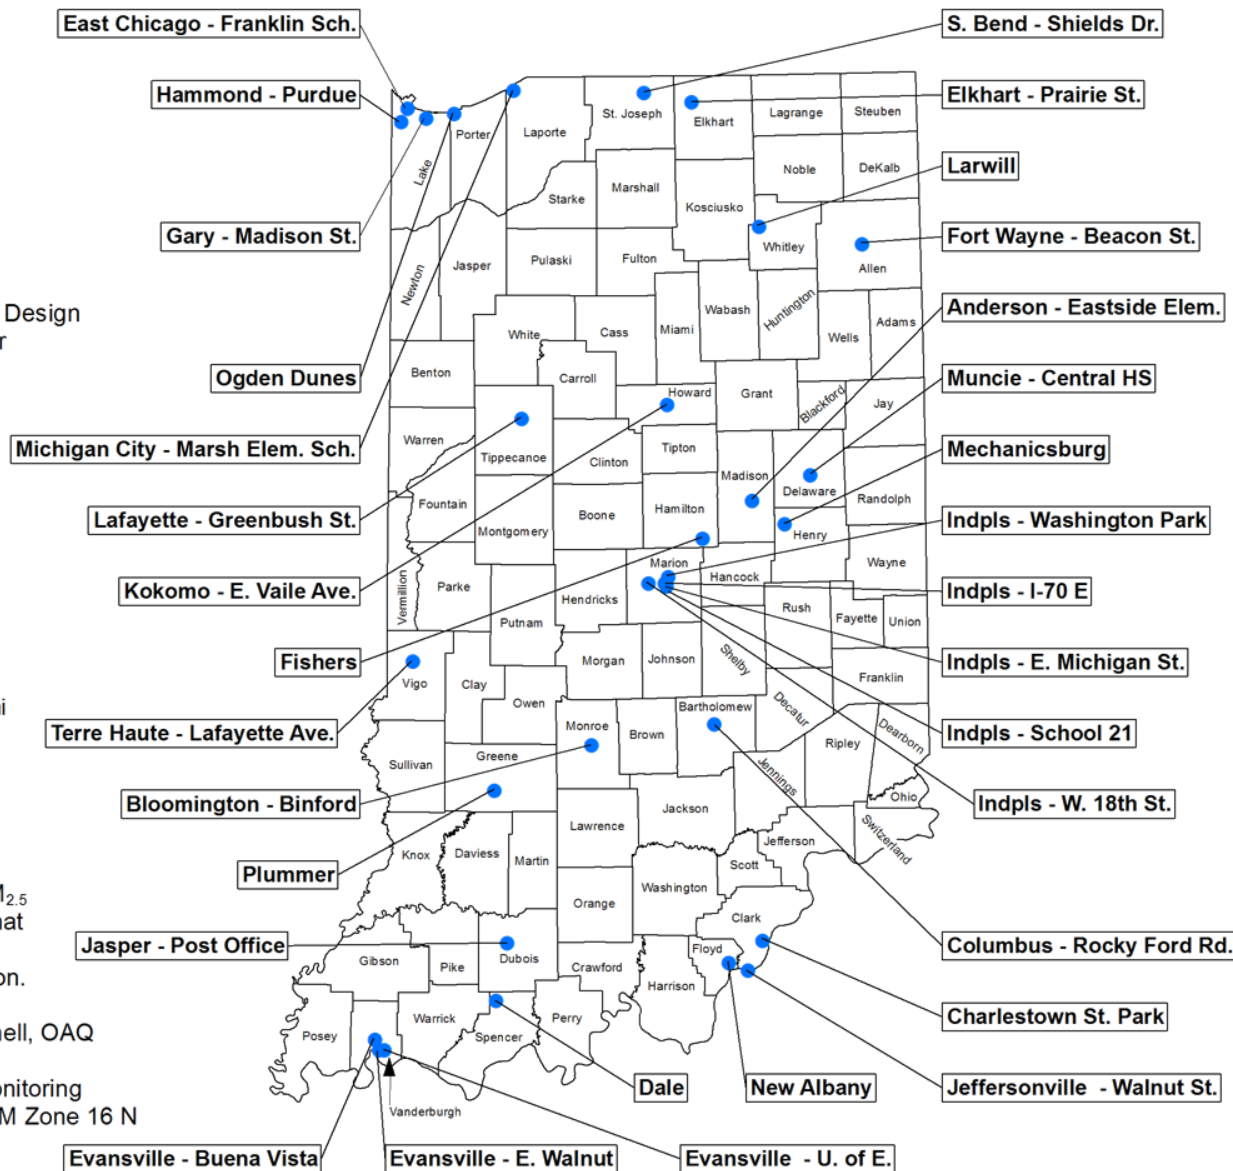 East Chicago - Franklin Sch.
S. Bend - Shields Dr.
Hammond - Purdue
Elkhart - Prairie St.
Larwill
Gary - Madison St.
Fort Wayne - Beacon St.
Design
r
Anderson - Eastside Elem.
Ogden Dunes
Muncie - Central HS
Michigan City - Marsh Elem. Sch.
Mechanicsburg
Lafayette - Greenbush St.
Indpls - Washington Park
Kokomo - E. Vaile Ave.
Indpls - I-70 E
Fishers
Indpls - E. Michigan St.
ni
Terre Haute - Lafayette Ave.
Indpls - School 21
Bloomington - Binford
Indpls - W. 18th St.
Plummer
M2.5
nat
Jasper - Post Office
Columbus - Rocky Ford Rd.
on.
Charlestown St. Park
nell, OAQ
Dale
New Albany
Jeffersonville - Walnut St.
onitoring
M Zone 16 N
Evansville - Buena Vista
Evansville - E. Walnut
Evansville - U. of E.
St. Joseph
Elkhart
Lagrange
Steuben
Laporte
Porter
Lake
Noble
DeKalb
Marshall
Starke
Kosciusko
Whitley
Allen
Newton
Jasper
Pulaski
Fulton
Wabash
Huntington
Miami
Cass
White
Wells
Adams
Benton
Carroll
Howard
Grant
Blackford
Jay
Warren
Tippecanoe
Clinton
Tipton
Madison
Delaware
Randolph
Fountain
Montgomery
Boone
Hamilton
Henry
Wayne
Vermillion
Parke
Putnam
Hendricks
Marion
Hancock
Rush
Fayette
Union
Vigo
Clay
Owen
Morgan
Johnson
Shelby
Franklin
Decatur
Sullivan
Greene
Monroe
Brown
Bartholomew
Jennings
Ripley
Dearborn
Ohio
Switzerland
Knox
Daviess
Martin
Lawrence
Jackson
Jefferson
Scott
Washington
Orange
Clark
Floyd
Harrison
Crawford
Dubois
Pike
Gibson
Posey
Warrick
Spencer
Perry
Vanderburgh